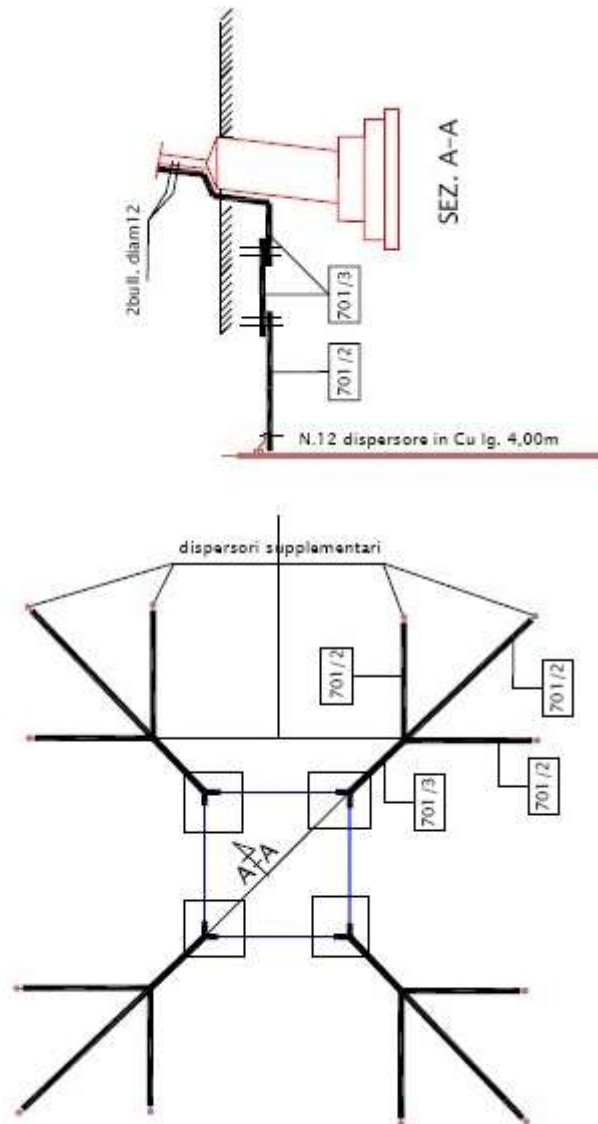 SEZ. A-A
2bull. diam12
701/3
701/2
N.12 dispersore in Cu lg. 4,00m
dispersori supplementari
701/2
701/2
701/2
701/3
A-A